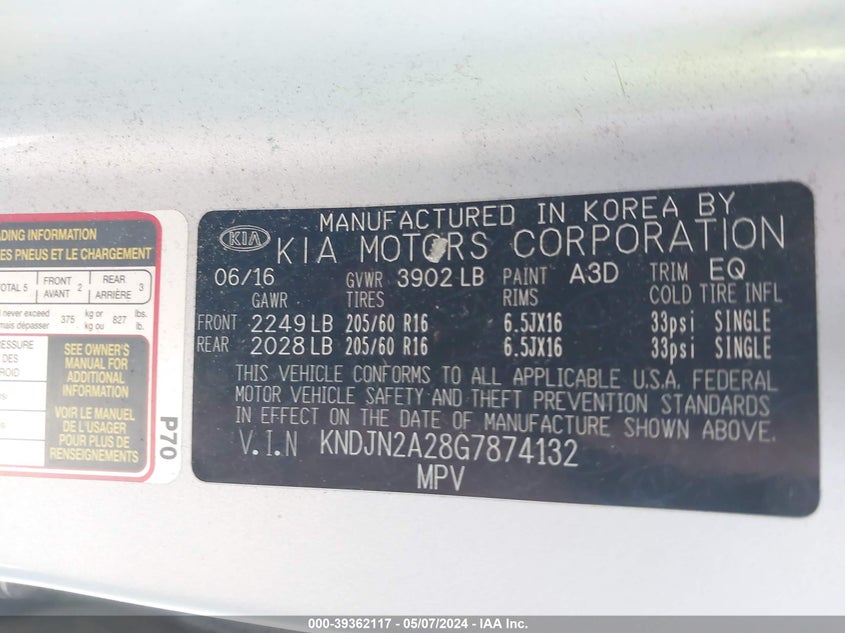 ADING INFORMATION
ES PNEUS ET LE CHARGEMENT
OTAL 5 FRONT AVANT 2 REAR ARRIÈRE 3
d never exceed 375 kg or 827 lbs.
mais dépasser kg ou lb.
RESSURE
DES
ROID
SEE OWNER'S
MANUAL FOR
ADDITIONAL
INFORMATION
VOIR LE MANUEL
DE L'USAGER
POUR PLUS DE
RENSEIGNEMENTS
P70
KIA
MANUFACTURED IN KOREA BY
KIA MOTORS CORPORATION
06/16 GVWR 3902 LB PAINT A3D TRIM EQ
GAWR TIRES RIMS COLD TIRE INFL
FRONT 2249 LB 205/60 R16 6.5JX16 33psi SINGLE
REAR 2028 LB 205/60 R16 6.5JX16 33psi SINGLE
THIS VEHICLE CONFORMS TO ALL APPLICABLE U.S.A. FEDERAL
MOTOR VEHICLE SAFETY AND THEFT PREVENTION STANDARDS
IN EFFECT ON THE DATE OF MANUFACTURE SHOWN ABOVE.
V.I.N KNDJN2A28G7874132
MPV
000-39362117 - 05/07/2024 - IAA Inc.